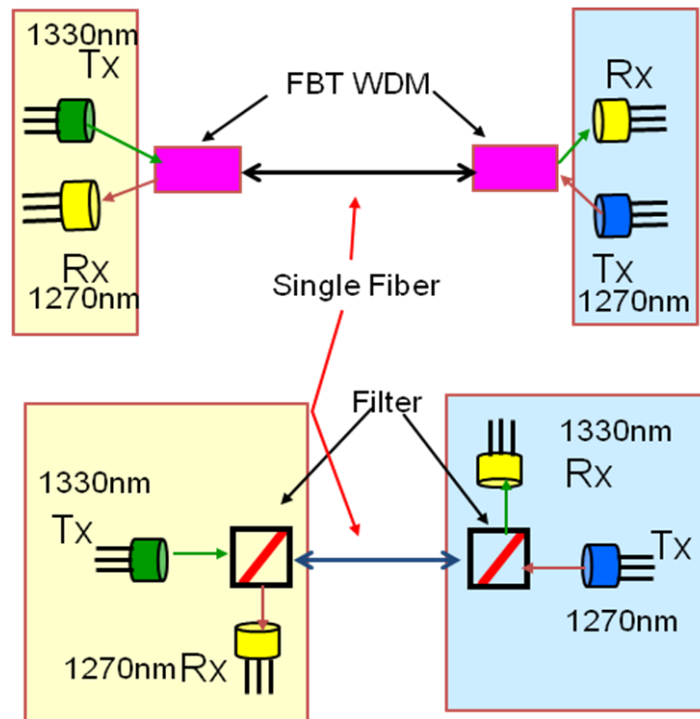 1330nm
Tx
FBT WDM
Rx
Rx
1270nm
Tx
1270nm
Single Fiber
Filter
1330nm
Tx
1330nm
Rx
Tx
1270nm
1270nm Rx